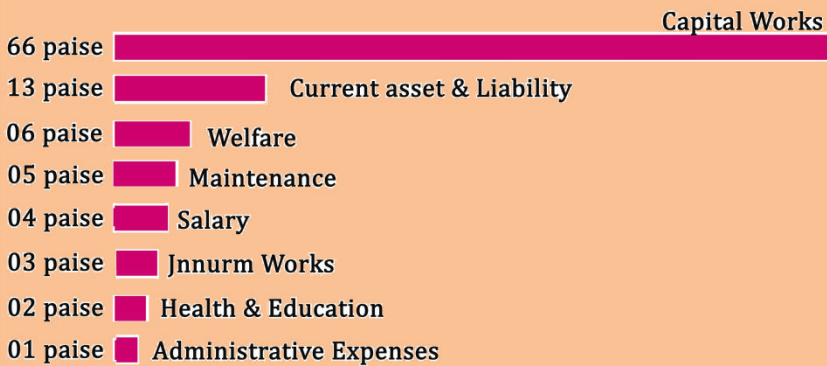 Capital Works
66 paise
13 paise Current asset & Liability
06 paise Welfare
05 paise Maintenance
04 paise Salary
03 paise Jnnurm Works
02 paise Health & Education
01 paise Administrative Expenses